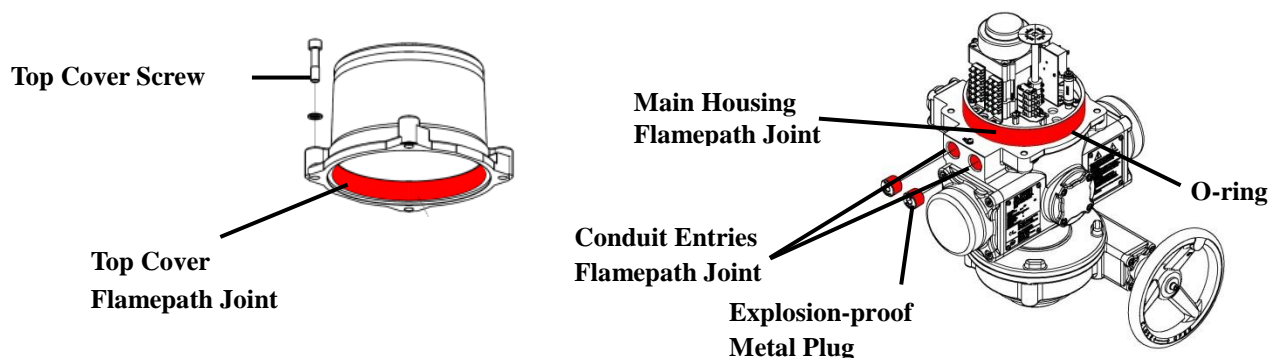 Top Cover Screw
Top Cover
Flamepath Joint
Main Housing
Flamepath Joint
O-ring
Conduit Entries
Flamepath Joint
Explosion-proof
Metal Plug